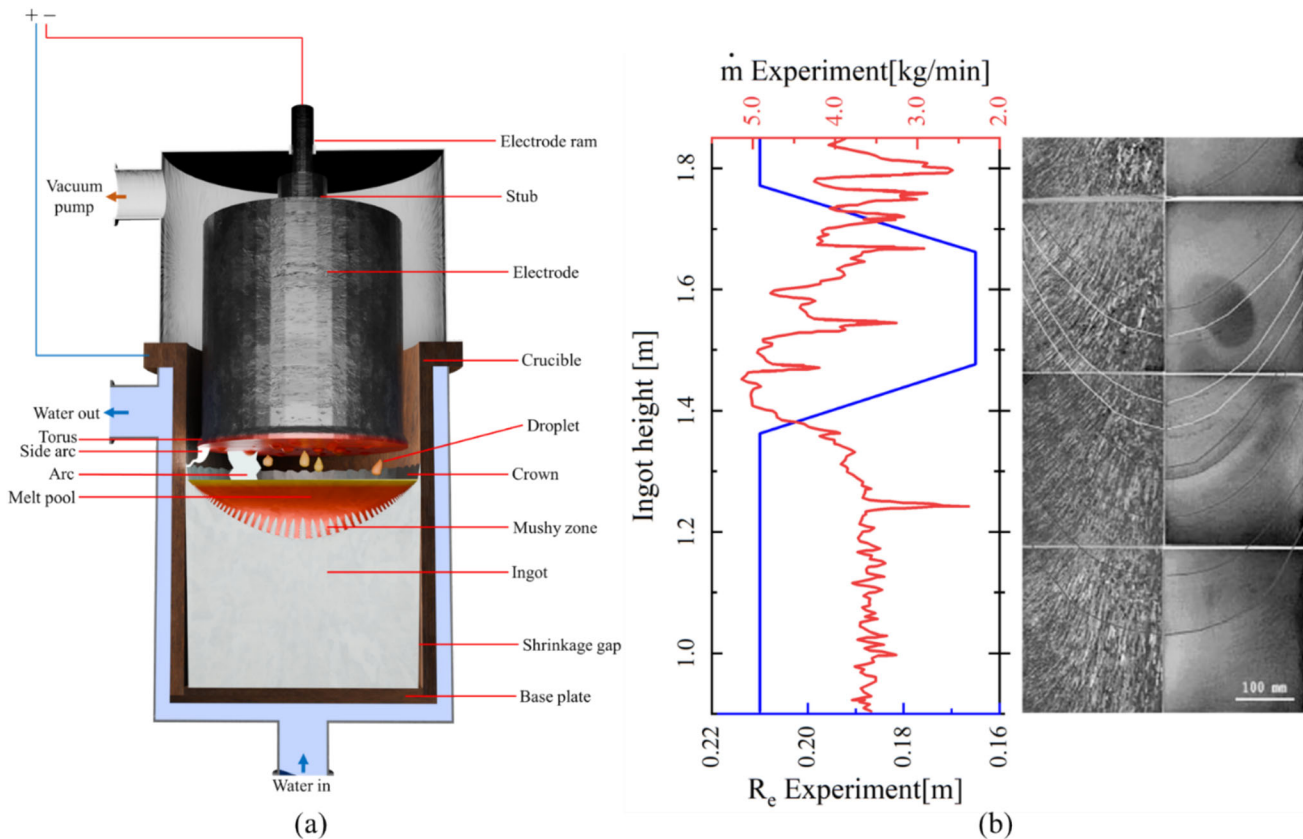 + −
Electrode ram
Vacuum
pump
Stub
Electrode
Crucible
Water out
Torus
Droplet
Side arc
Arc
Crown
Melt pool
Mushy zone
Ingot
Shrinkage gap
Base plate
Water in
(a)
ṁ Experiment[kg/min]
5.0 4.0 3.0 2.0
Ingot height [m]
1.8
1.6
1.4
1.2
1.0
0.22 0.20 0.18 0.16
Rₑ Experiment[m]
100 mm
(b)